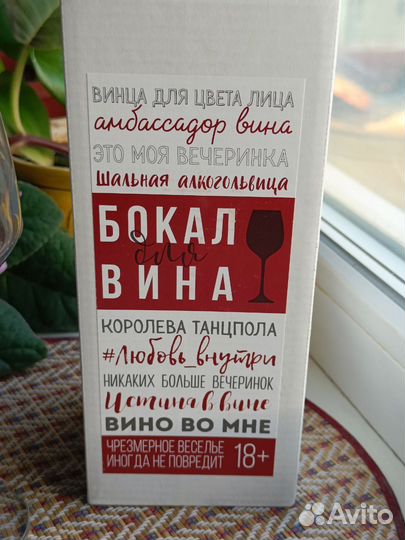 ВИНЦА ДЛЯ ЦВЕТА ЛИЦА
амбассадор вина
ЭТО МОЯ ВЕЧЕРИНКА
Шальная алкогольвица
БОКАЛ
для
ВИНА
КОРОЛЕВА ТАНЦПОЛА
#Любовь_внутри
НИКАКИХ БОЛЬШЕ ВЕЧЕРИНОК
Истина в вине
ВИНО ВО МНЕ
ЧРЕЗМЕРНОЕ ВЕСЕЛЬЕ
ИНОГДА НЕ ПОВРЕДИТ 18+
Avito